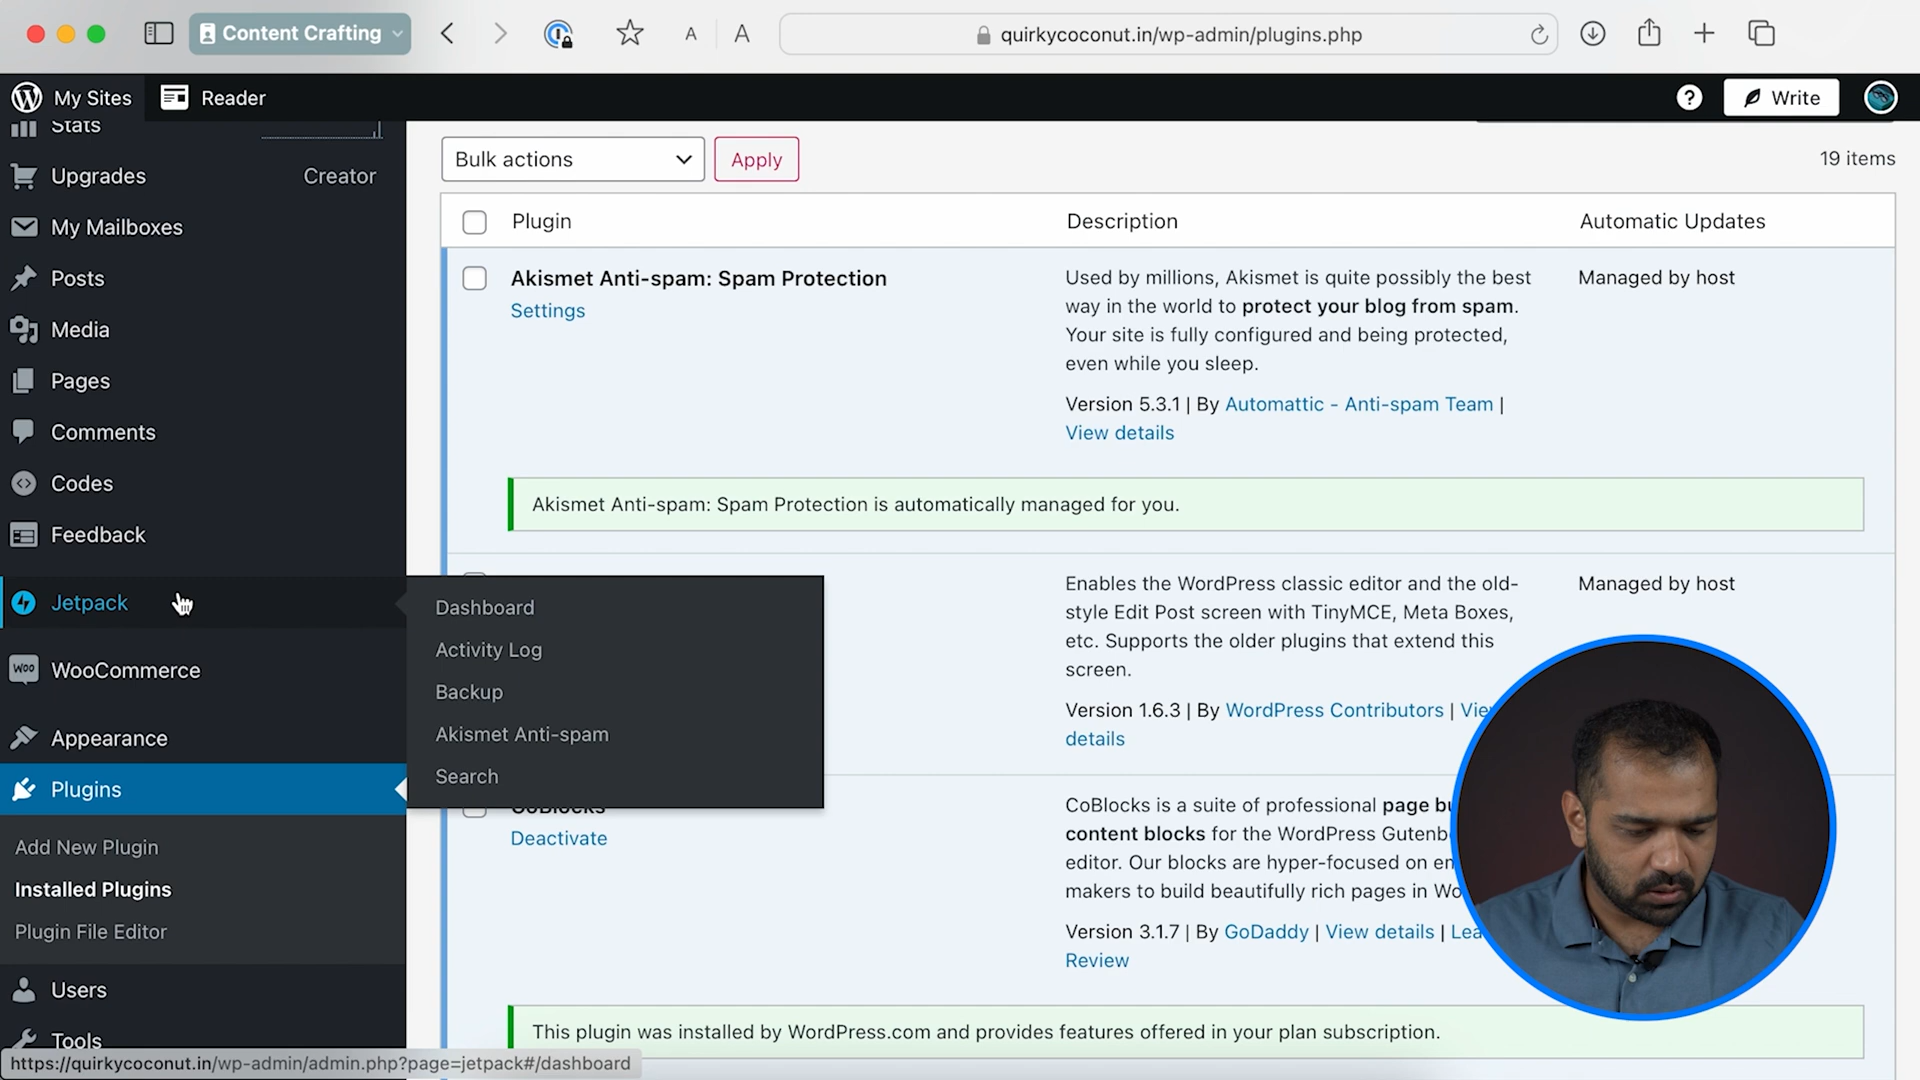 Content Crafting
A A
quirkycoconut.in/wp-admin/plugins.php
My Sites
Reader
?
Write
Stats
Upgrades
Creator
My Mailboxes
Posts
Media
Pages
Comments
Codes
Feedback
Jetpack
Woo
WooCommerce
Appearance
Plugins
Add New Plugin
Installed Plugins
Plugin File Editor
Users
Tools
Dashboard
Activity Log
Backup
Akismet Anti-spam
Search
Bulk actions
Apply
19 items
Plugin
Description
Automatic Updates
Akismet Anti-spam: Spam Protection
Settings
Used by millions, Akismet is quite possibly the best
way in the world to protect your blog from spam.
Your site is fully configured and being protected,
even while you sleep.
Version 5.3.1 | By Automattic - Anti-spam Team |
View details
Managed by host
Akismet Anti-spam: Spam Protection is automatically managed for you.
Enables the WordPress classic editor and the old-
style Edit Post screen with TinyMCE, Meta Boxes,
etc. Supports the older plugins that extend this
screen.
Version 1.6.3 | By WordPress Contributors |
details
Managed by host
CoBlocks
Deactivate
CoBlocks is a suite of professional page
content blocks for the WordPress
editor. Our blocks are hyper-focused on
makers to build beautifully rich pages in
Version 3.1.7 | By GoDaddy | View details |
Review
This plugin was installed by WordPress.com and provides features offered in your plan subscription.
https://quirkycoconut.in/wp-admin/admin.php?page=jetpack#/dashboard